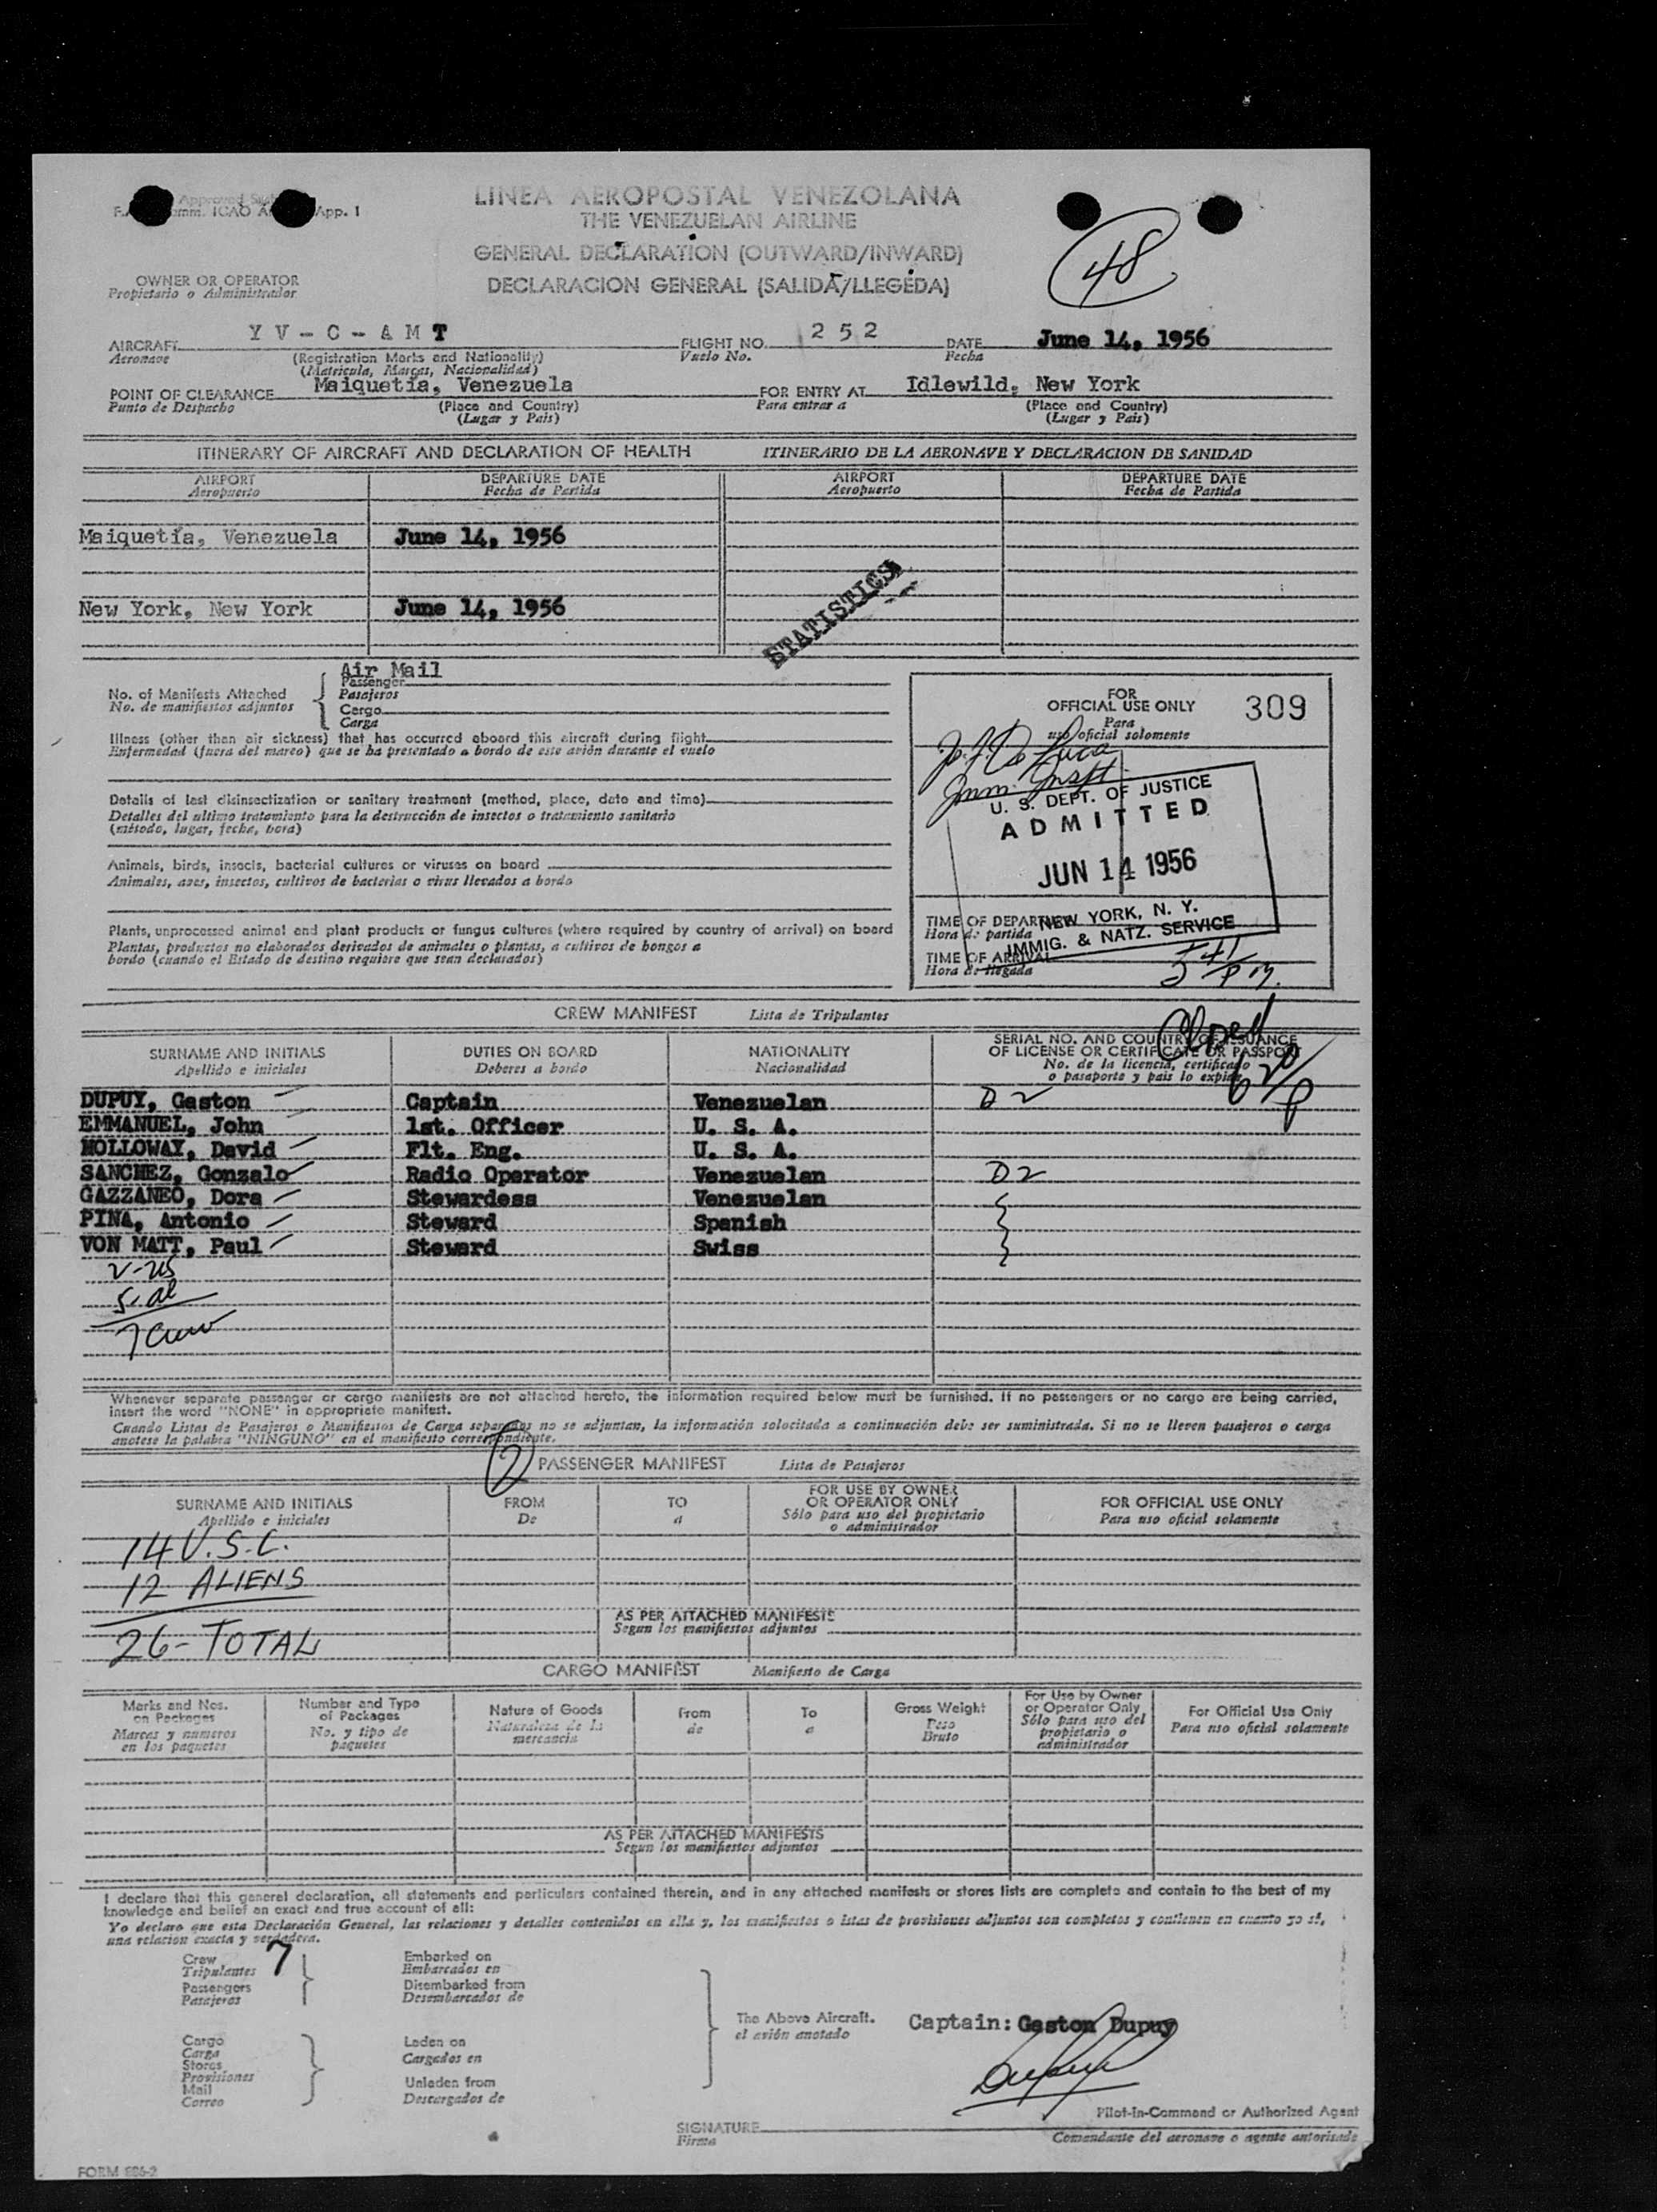 Approved
F.A. Comm. ICAO App. 1
LINEA AEROPOSTAL VENEZOLANA
THE VENEZUELAN AIRLINE
GENERAL DECLARATION (OUTWARD/INWARD)
DECLARACION GENERAL (SALIDA/LLEGEDA)
48
OWNER OR OPERATOR
Propietario o Administrador
AIRCRAFT YV-C-AMT FLIGHT NO. 252 DATE June 14, 1956
Aeronave (Registration Marks and Nationality) Vuelo No. Fecha
(Matricula, Marcas, Nacionalidad)
POINT OF CLEARANCE Maiquetía, Venezuela FOR ENTRY AT Idlewild, New York
Punto de Despacho (Place and Country) Para entrar a (Place and Country)
(Lugar y Pais) (Lugar y Pais)
ITINERARY OF AIRCRAFT AND DECLARATION OF HEALTH ITINERARIO DE LA AERONAVE Y DECLARACION DE SANIDAD
AIRPORT DEPARTURE DATE AIRPORT DEPARTURE DATE
Aeropuerto Fecha de Partida Aeropuerto Fecha de Partida
Maiquetía, Venezuela June 14, 1956
New York, New York June 14, 1956
STATISTICS
Air Mail
No. of Manifests Attached Passenger
No. de manifiestos adjuntos Pasajeros
Cargo
Carga
Illness (other than air sickness) that has occurred aboard this aircraft during flight
Enfermedad (fuera del mareo) que se ha presentado a bordo de este avión durante el vuelo
Details of last disinsectization or sanitary treatment (method, place, date and time)
Detalles del ultimo tratamiento para la destrucción de insectos o tratamiento sanitario
(método, lugar, fecha, hora)
Animals, birds, insects, bacterial cultures or viruses on board
Animales, aves, insectos, cultivos de bacterias o virus llevados a bordo
Plants, unprocessed animal and plant products or fungus cultures (where required by country of arrival) on board
Plantas, productos no elaborados derivados de animales o plantas, a cultivos de hongos a
bordo (cuando el Estado de destino requiere que sean declarados)
FOR
OFFICIAL USE ONLY 309
Para
uso oficial solomente
Imm. Inspt.
U. S. DEPT. OF JUSTICE
ADMITTED
JUN 14 1956
NEW YORK, N. Y.
IMMIG. & NATZ. SERVICE
TIME OF DEPARTURE
Hora de partida
TIME OF ARRIVAL 541
Hora de llegada PM.
CREW MANIFEST Lista de Tripulantes
SURNAME AND INITIALS DUTIES ON BOARD NATIONALITY SERIAL NO. AND COUNTRY OF ISSUANCE
OF LICENSE OR CERTIFICATE OR PASSPORT
Apellido e iniciales Deberes a bordo Nacionalidad No. de la licencia, certificado
o pasaporte y pais lo expide
DUPUY, Gaston Captain Venezuelan D2
EMMANUEL, John 1st. Officer U. S. A.
HOLLOWAY, David Flt. Eng. U. S. A.
SANCHEZ, Gonzalo Radio Operator Venezuelan D2
GAZZANEO, Dora Stewardess Venezuelan
PINA, Antonio Steward Spanish
VON MATT, Paul Steward Swiss
2-US
5-al
7 Crew
Whenever separate passenger or cargo manifests are not attached hereto, the information required below must be furnished. If no passengers or no cargo are being carried,
insert the word "NONE" in appropriate manifest.
Cuando Listas de Pasajeros o Manifiestos de Carga separados no se adjuntan, la información solocitada a continuación debe ser suministrada. Si no se lleven pasajeros o carga
anotese la palabra "NINGUNO" en el manifiesto correspondiente.
2
PASSENGER MANIFEST Lista de Pasajeros
SURNAME AND INITIALS FROM TO FOR USE BY OWNER
OR OPERATOR ONLY FOR OFFICIAL USE ONLY
Apellido e iniciales De a Sólo para uso del propietario
o administrador Para uso oficial solamente
14 U.S.C.
12 ALIENS
26-TOTAL
AS PER ATTACHED MANIFESTS
Segun los manifiestos adjuntos
CARGO MANIFEST Manifiesto de Carga
Marks and Nos.
on Packages
Marcas y numeros
en los paquetes
Number and Type
of Packages
No. y tipo de
paquetes
Nature of Goods
Naturaleza de la
mercancia
From
de
To
a
Gross Weight
Peso
Bruto
For Use by Owner
or Operator Only
Sólo para uso del
propietario o
administrador
For Official Use Only
Para uso oficial solamente
AS PER ATTACHED MANIFESTS
Segun los manifiestos adjuntos
I declare that this general declaration, all statements and particulars contained therein, and in any attached manifests or stores lists are complete and contain to the best of my
knowledge and belief an exact and true account of all:
Yo declaro que esta Declaración General, las relaciones y detalles contenidos en ella y, los manifiestos o istas de provisiones adjuntos son completos y contienen en cuanto yo sé,
una relación exacta y verdadera.
Crew 7
Tripulantes
Passengers
Pasajeros
Embarked on
Embarcados en
Disembarked from
Desembarcados de
Cargo
Carga
Stores
Provisiones
Mail
Correo
Laden on
Cargados en
Unladen from
Descargados de
The Above Aircraft.
el avión anotado
Captain: Gaston Dupuy
Dupuy
Pilot-in-Command or Authorized Agent
SIGNATURE
Firma Comandante del aeronave o agente autorizado
FORM 886-2